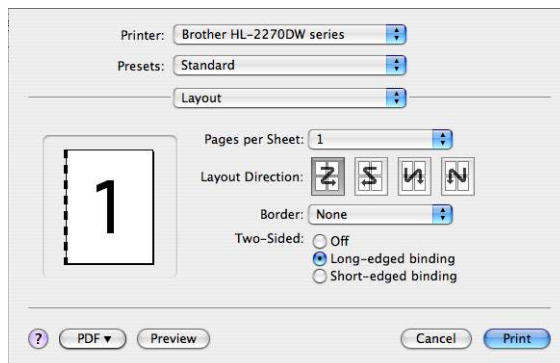 Printer: Brother HL-2270DW series
Presets: Standard
Layout
Pages per Sheet: 1
Layout Direction:
Border: None
Two-Sided: Off
Long-edged binding
Short-edged binding
1
? PDF ▼ Preview Cancel Print